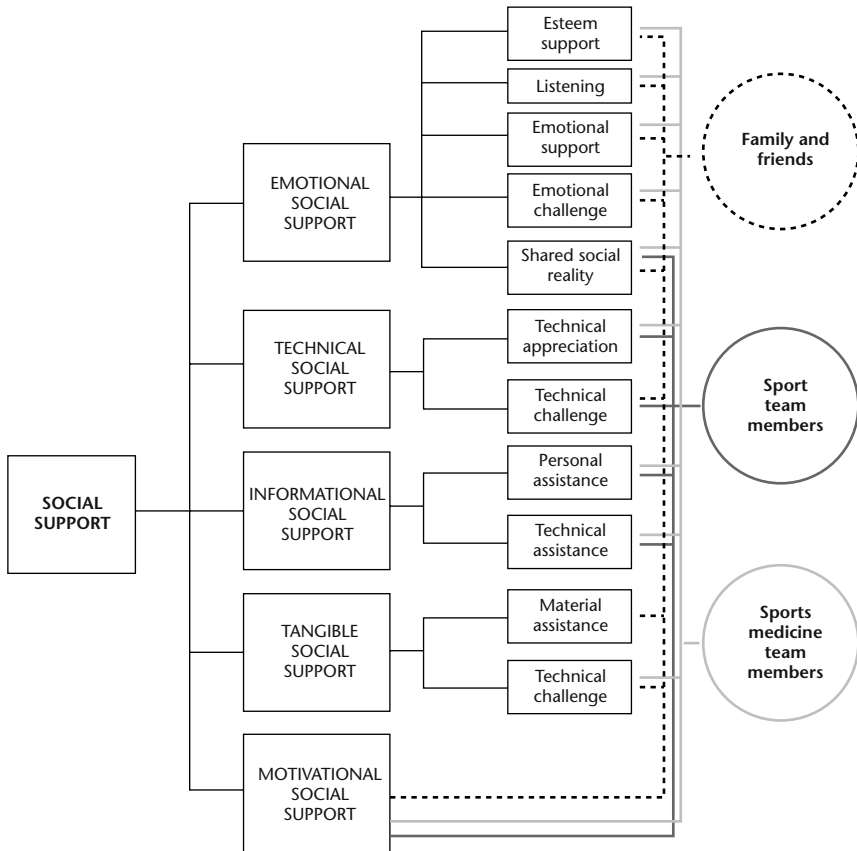 SOCIAL
SUPPORT
EMOTIONAL
SOCIAL
SUPPORT
TECHNICAL
SOCIAL
SUPPORT
INFORMATIONAL
SOCIAL
SUPPORT
TANGIBLE
SOCIAL
SUPPORT
MOTIVATIONAL
SOCIAL
SUPPORT
Esteem
support
Listening
Emotional
support
Emotional
challenge
Shared social
reality
Technical
appreciation
Technical
challenge
Personal
assistance
Technical
assistance
Material
assistance
Technical
challenge
Family and
friends
Sport
team
members
Sports
medicine
team
members